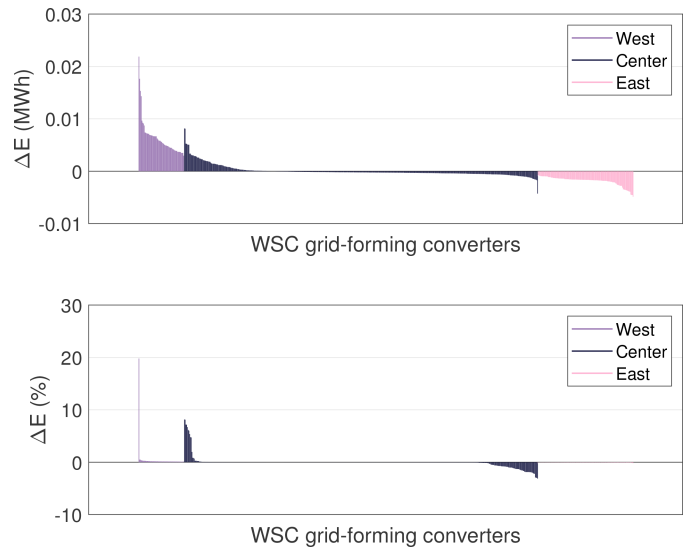 0.03
0.02
0.01
0
-0.01
ΔE (MWh)
West
Center
East
WSC grid-forming converters
30
20
10
0
-10
ΔE (%)
West
Center
East
WSC grid-forming converters